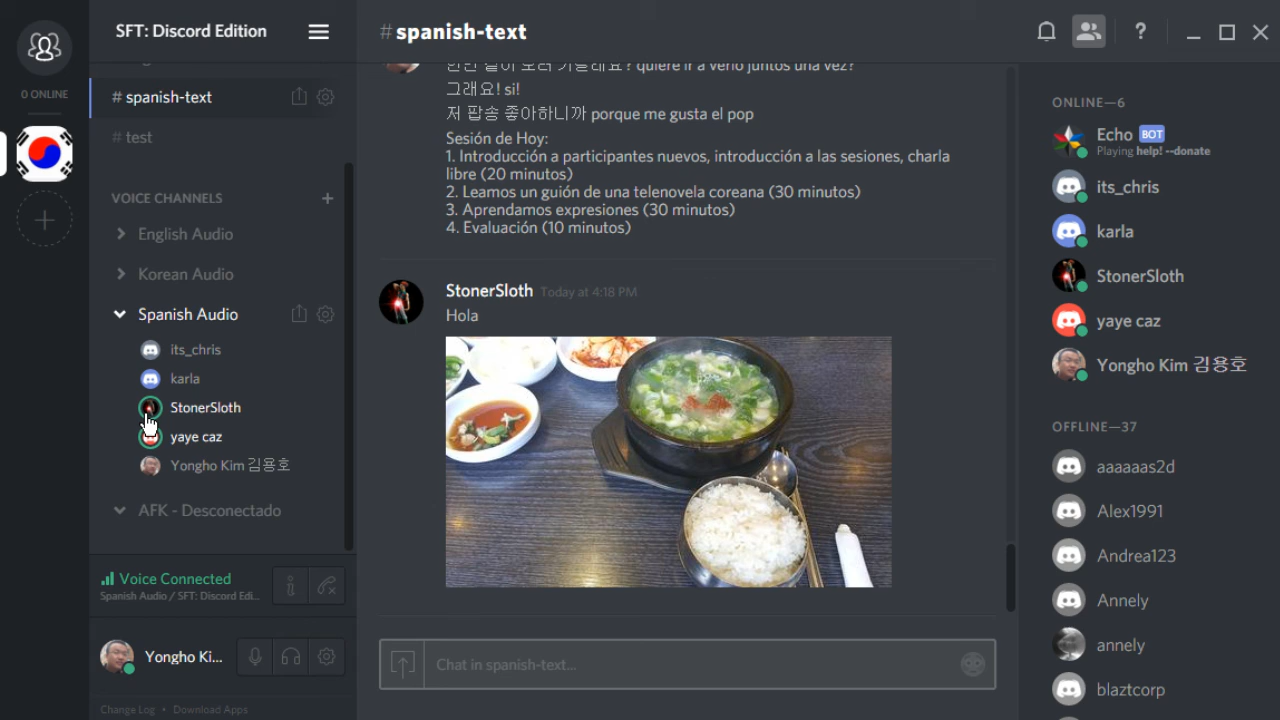 0 ONLINE
SFT: Discord Edition
# spanish-text
# test
VOICE CHANNELS
English Audio
Korean Audio
Spanish Audio
its_chris
karla
StonerSloth
yaye caz
Yongho Kim 김용호
AFK - Desconectado
Voice Connected
Spanish Audio / SFT: Discord Edi...
Yongho Ki...
Change Log • Download Apps
# spanish-text
quiere ir a verlo juntos una vez?
그래요! si!
저 팝송 좋아하니까 porque me gusta el pop
Sesión de Hoy:
1. Introducción a participantes nuevos, introducción a las sesiones, charla
libre (20 minutos)
2. Leamos un guión de una telenovela coreana (30 minutos)
3. Aprendamos expresiones (30 minutos)
4. Evaluación (10 minutos)
StonerSloth Today at 4:18 PM
Hola
Chat in spanish-text...
ONLINE—6
Echo BOT
Playing help! --donate
its_chris
karla
StonerSloth
yaye caz
Yongho Kim 김용호
OFFLINE—37
aaaaaas2d
Alex1991
Andrea123
Annely
annely
blaztcorp